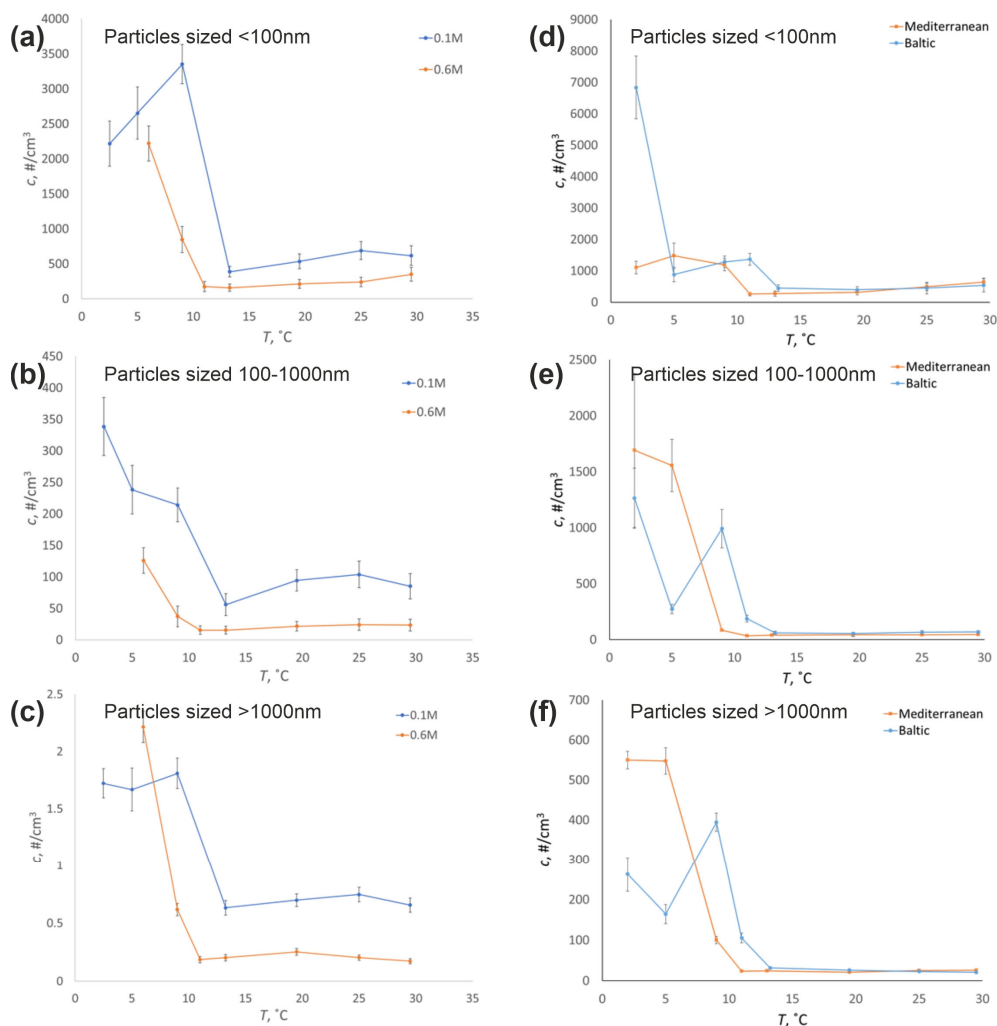 (a) Particles sized <100nm
0.1M
0.6M
4000
3500
3000
2500
2000
1500
1000
500
0
c, #/cm³
0 5 10 15 20 25 30 35
T, ˚C
(d) Particles sized <100nm
Mediterranean
Baltic
9000
8000
7000
6000
5000
4000
3000
2000
1000
0
c, #/cm³
0 5 10 15 20 25 30
T, ˚C
(b) Particles sized 100-1000nm
0.1M
0.6M
450
400
350
300
250
200
150
100
50
0
c, #/cm³
0 5 10 15 20 25 30 35
T, ˚C
(e) Particles sized 100-1000nm
Mediterranean
Baltic
2500
2000
1500
1000
500
0
c, #/cm³
0 5 10 15 20 25 30
T, ˚C
(c) Particles sized >1000nm
0.1M
0.6M
2.5
2
1.5
1
0.5
0
c, #/cm³
0 5 10 15 20 25 30 35
T, ˚C
(f) Particles sized >1000nm
Mediterranean
Baltic
700
600
500
400
300
200
100
0
c, #/cm³
0 5 10 15 20 25 30
T, ˚C